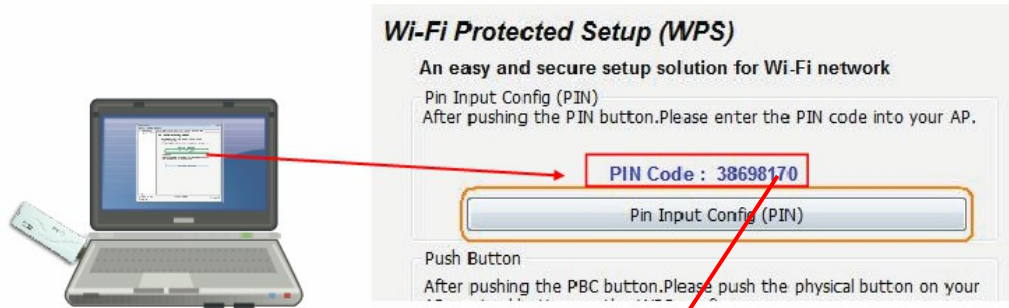 Wi-Fi Protected Setup (WPS)
An easy and secure setup solution for Wi-Fi network
Pin Input Config (PIN)
After pushing the PIN button.Please enter the PIN code into your AP.
PIN Code : 38698170
Pin Input Config (PIN)
Push Button
After pushing the PBC button.Please push the physical button on your